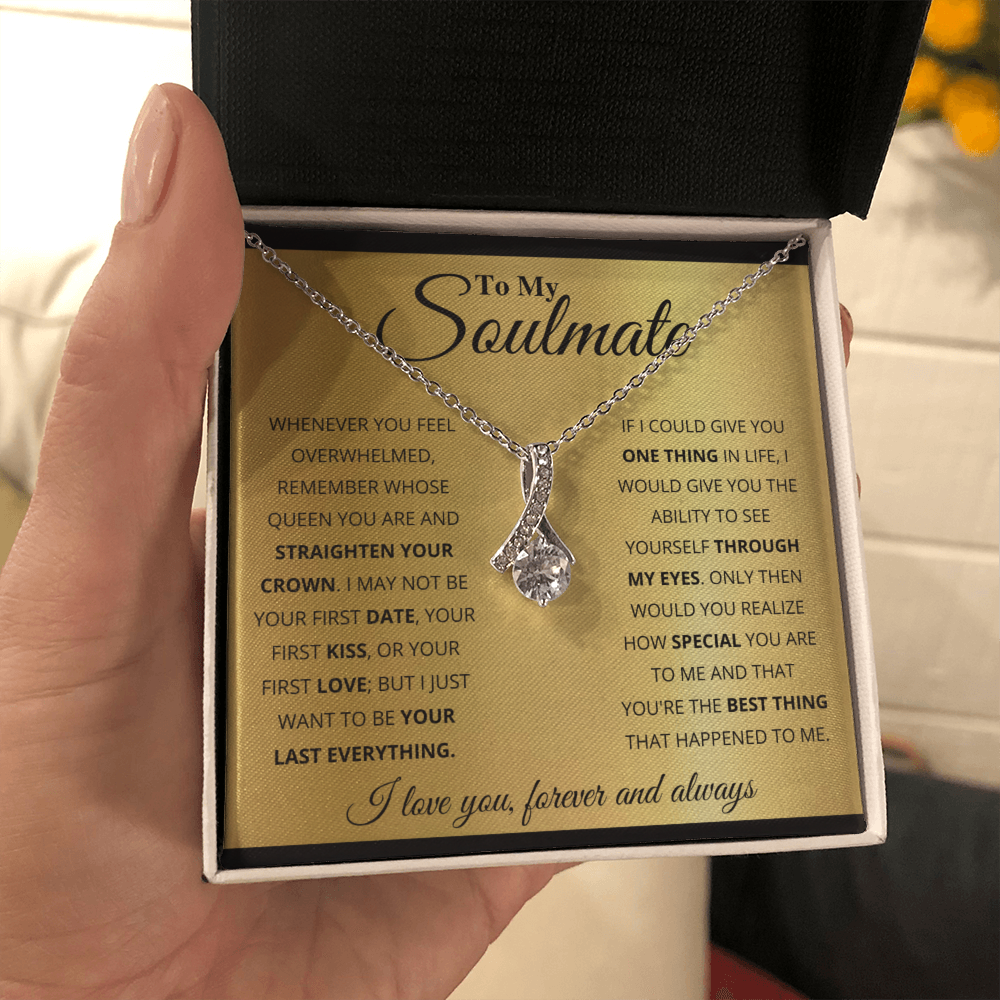 To My
Soulmate
WHENEVER YOU FEEL
OVERWHELMED,
REMEMBER WHOSE
QUEEN YOU ARE AND
STRAIGHTEN YOUR
CROWN. I MAY NOT BE
YOUR FIRST DATE, YOUR
FIRST KISS, OR YOUR
FIRST LOVE; BUT I JUST
WANT TO BE YOUR
LAST EVERYTHING.
IF I COULD GIVE YOU
ONE THING IN LIFE, I
WOULD GIVE YOU THE
ABILITY TO SEE
YOURSELF THROUGH
MY EYES. ONLY THEN
WOULD YOU REALIZE
HOW SPECIAL YOU ARE
TO ME AND THAT
YOU'RE THE BEST THING
THAT HAPPENED TO ME.
I love you, forever and always